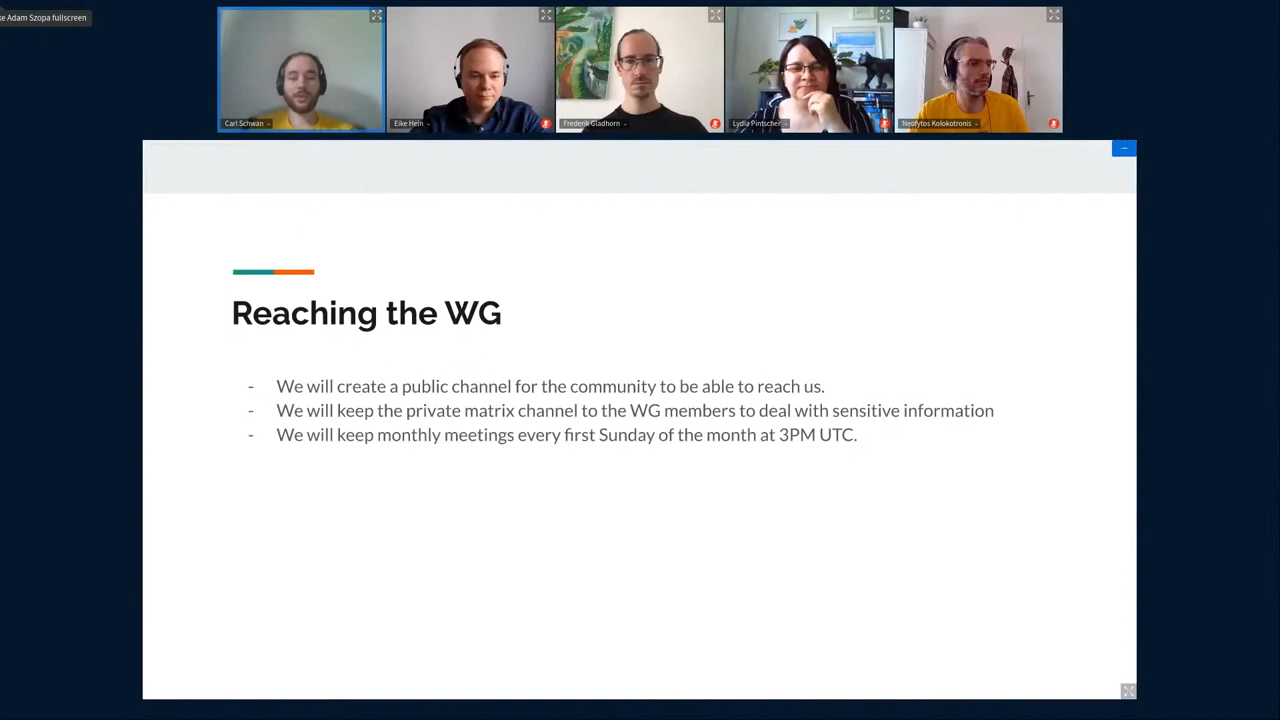 ke Adam Szopa fullscreen
Carl Schwan
Eike Hein
Frederik Gladhorn
Lydia Pintscher
Neofytos Kolokotronis
Reaching the WG
- We will create a public channel for the community to be able to reach us.
- We will keep the private matrix channel to the WG members to deal with sensitive information
- We will keep monthly meetings every first Sunday of the month at 3PM UTC.